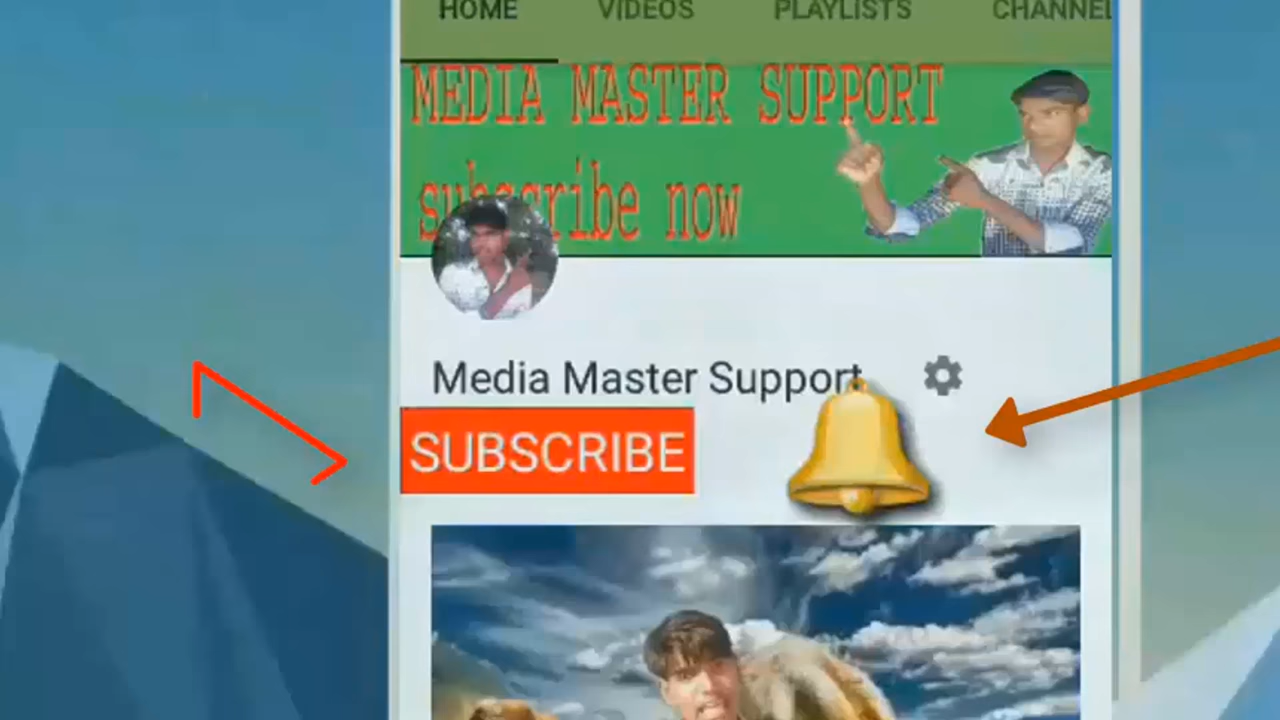 HOME VIDEOS PLAYLISTS CHANNEL
MEDIA MASTER SUPPORT
subscribe now
Media Master Support
SUBSCRIBE